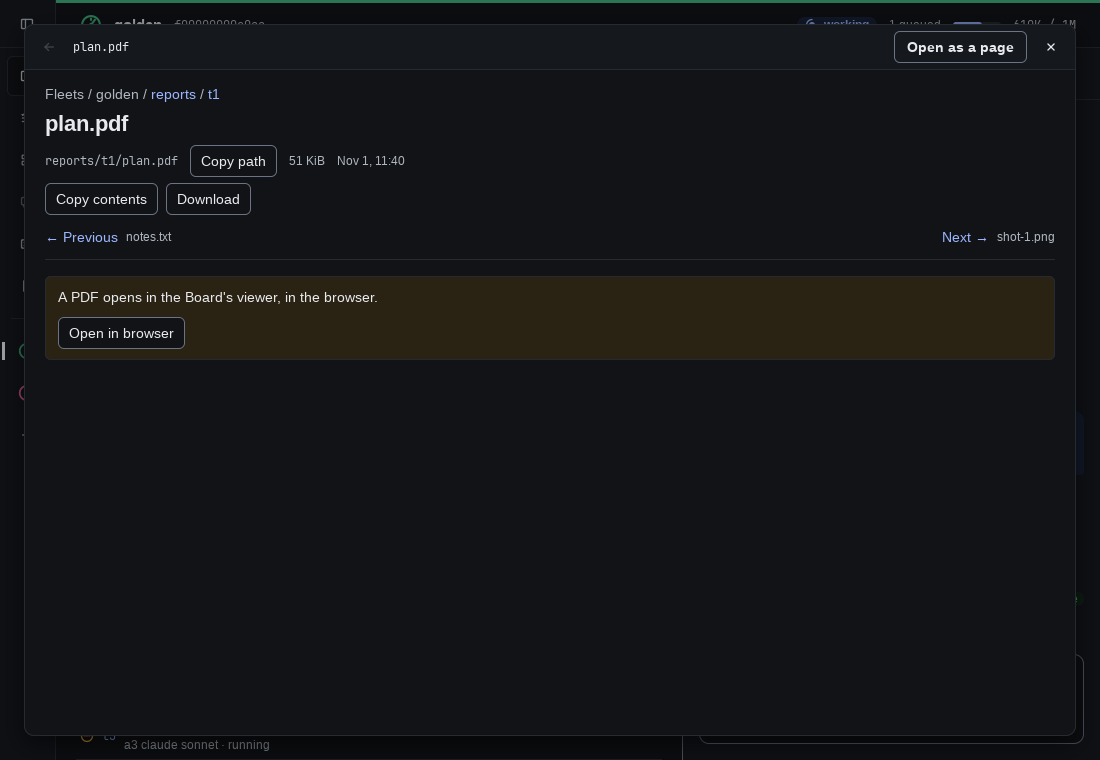 plan.pdf
Open as a page
Fleets / golden / reports / t1
plan.pdf
reports/t1/plan.pdf Copy path 51 KiB Nov 1, 11:40
Copy contents Download
← Previous notes.txt Next → shot-1.png
A PDF opens in the Board's viewer, in the browser.
Open in browser
a3 claude sonnet · running